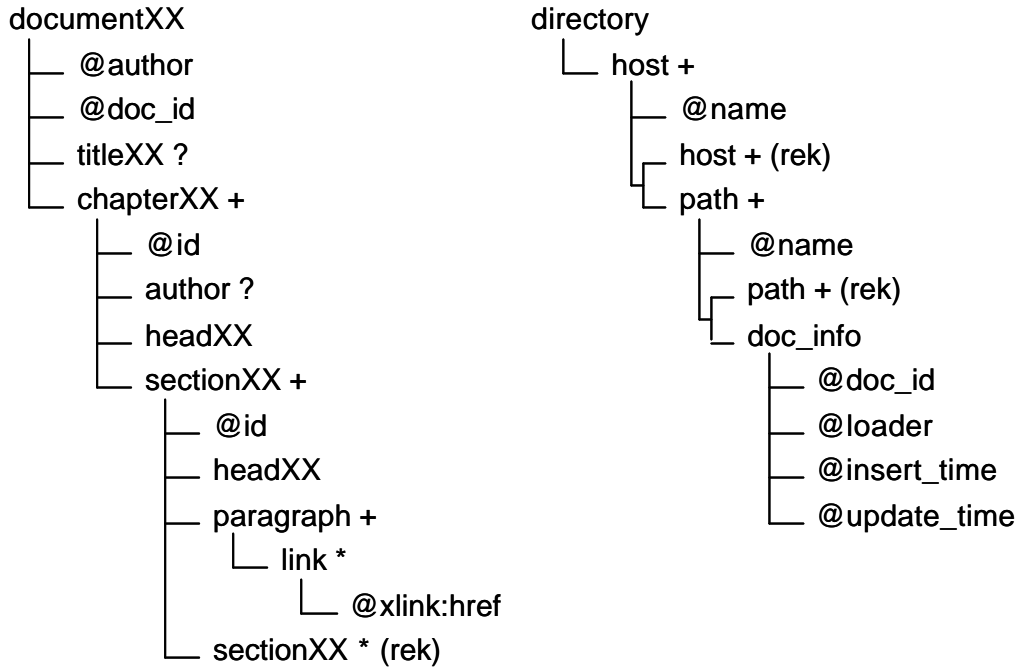 documentXX
@author
@doc_id
titleXX ?
chapterXX +
@id
author ?
headXX
sectionXX +
@id
headXX
paragraph +
link *
@xlink:href
sectionXX * (rek)
directory
host +
@name
host + (rek)
path +
@name
path + (rek)
doc_info
@doc_id
@loader
@insert_time
@update_time